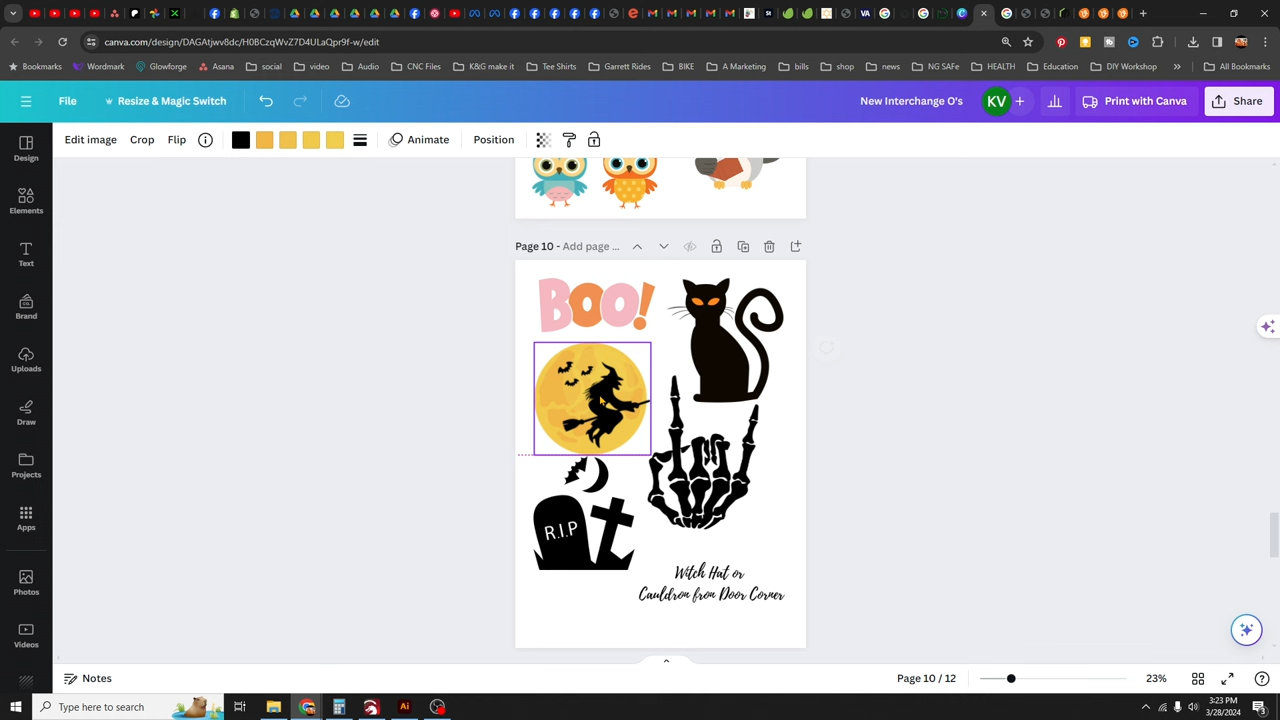 canva.com/design/DAGAtjwv8dc/H0BCzqWvZ7D4ULaQpr9f-w/edit
Bookmarks
Wordmark
Glowforge
Asana
social
video
Audio
CNC Files
K&G make it
Tee Shirts
Garrett Rides
BIKE
A Marketing
bills
shop
news
NG SAFe
HEALTH
Education
DIY Workshop
All Bookmarks
File
Resize & Magic Switch
New Interchange O's
KV
Print with Canva
Share
Edit image
Crop
Flip
Animate
Position
Design
Elements
Text
Brand
Uploads
Draw
Projects
Apps
Photos
Videos
Page 10 - Add page ...
BOO!
R.I.P
Witch Hat or
Cauldron from Door Corner
Notes
Page 10 / 12
23%
Type here to search
3:23 PM
3/28/2024